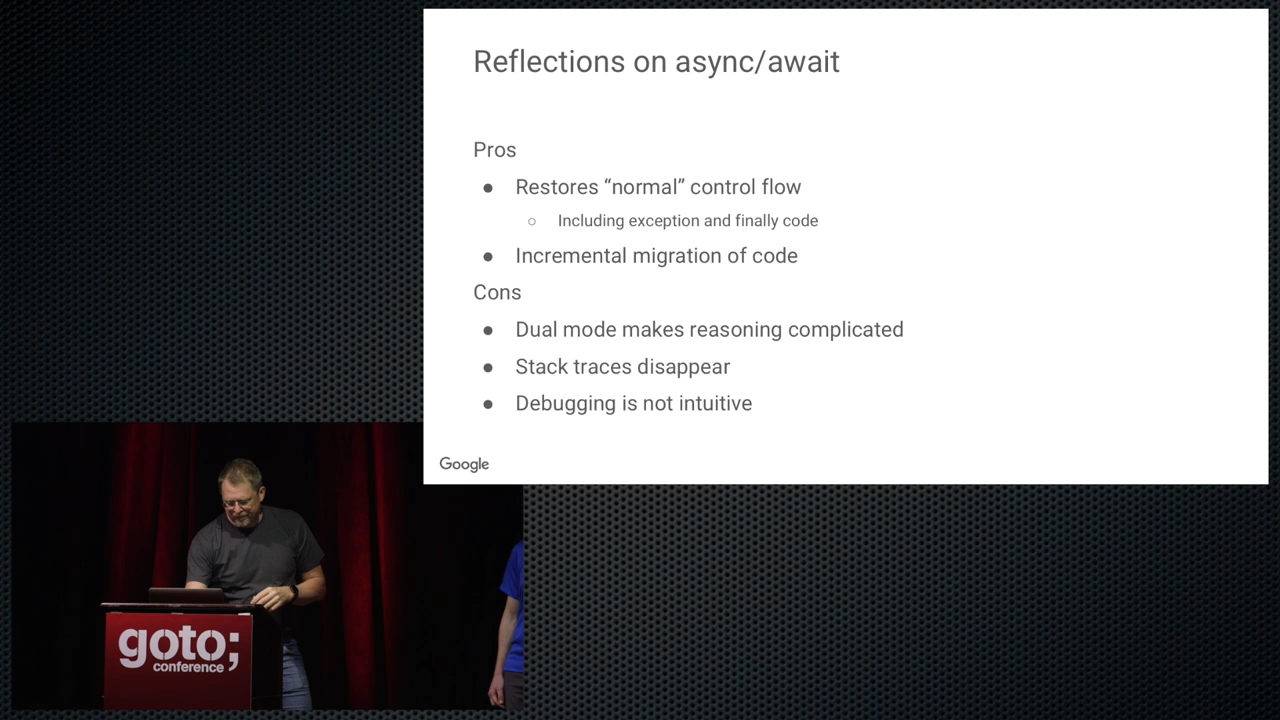 Reflections on async/await
Pros
● Restores “normal” control flow
○ Including exception and finally code
● Incremental migration of code
Cons
● Dual mode makes reasoning complicated
● Stack traces disappear
● Debugging is not intuitive
Google
goto;
conference